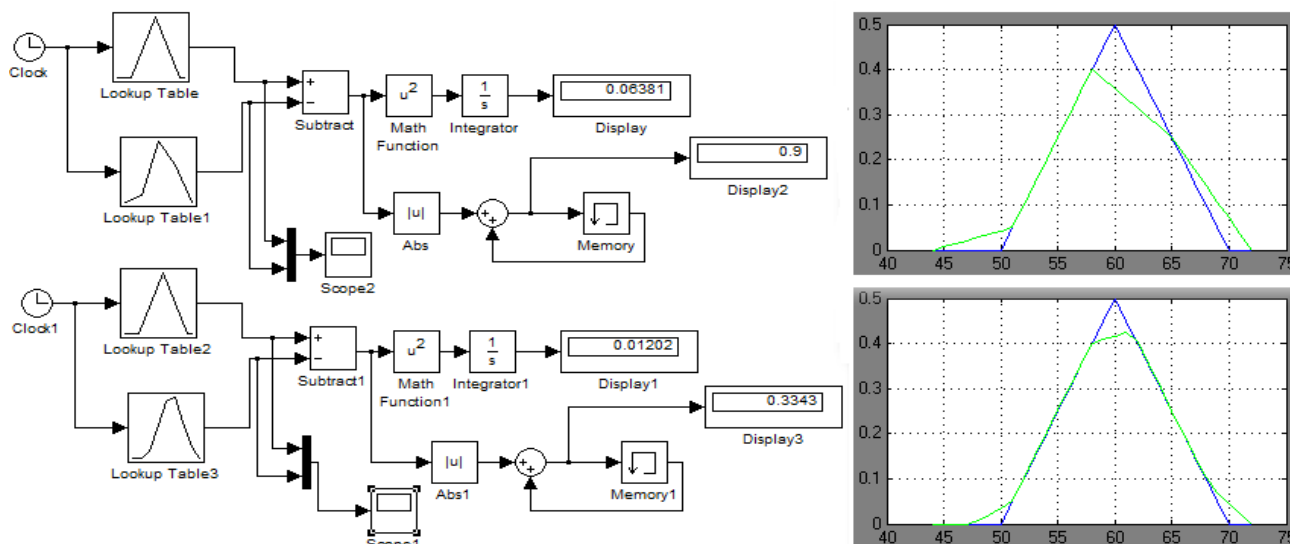 Clock
Lookup Table
Lookup Table1
+
−
Subtract
u²
Math
Function
1
s
Integrator
0.06381
Display
0.9
Display2
|u|
Abs
+
+
Memory
Scope2
Clock1
Lookup Table2
Lookup Table3
+
−
Subtract1
u²
Math
Function1
1
s
Integrator1
0.01202
Display1
0.3343
Display3
|u|
Abs1
+
+
Memory1
Scope1
0.5
0.4
0.3
0.2
0.1
0
40 45 50 55 60 65 70 75
0.5
0.4
0.3
0.2
0.1
0
40 45 50 55 60 65 70 75